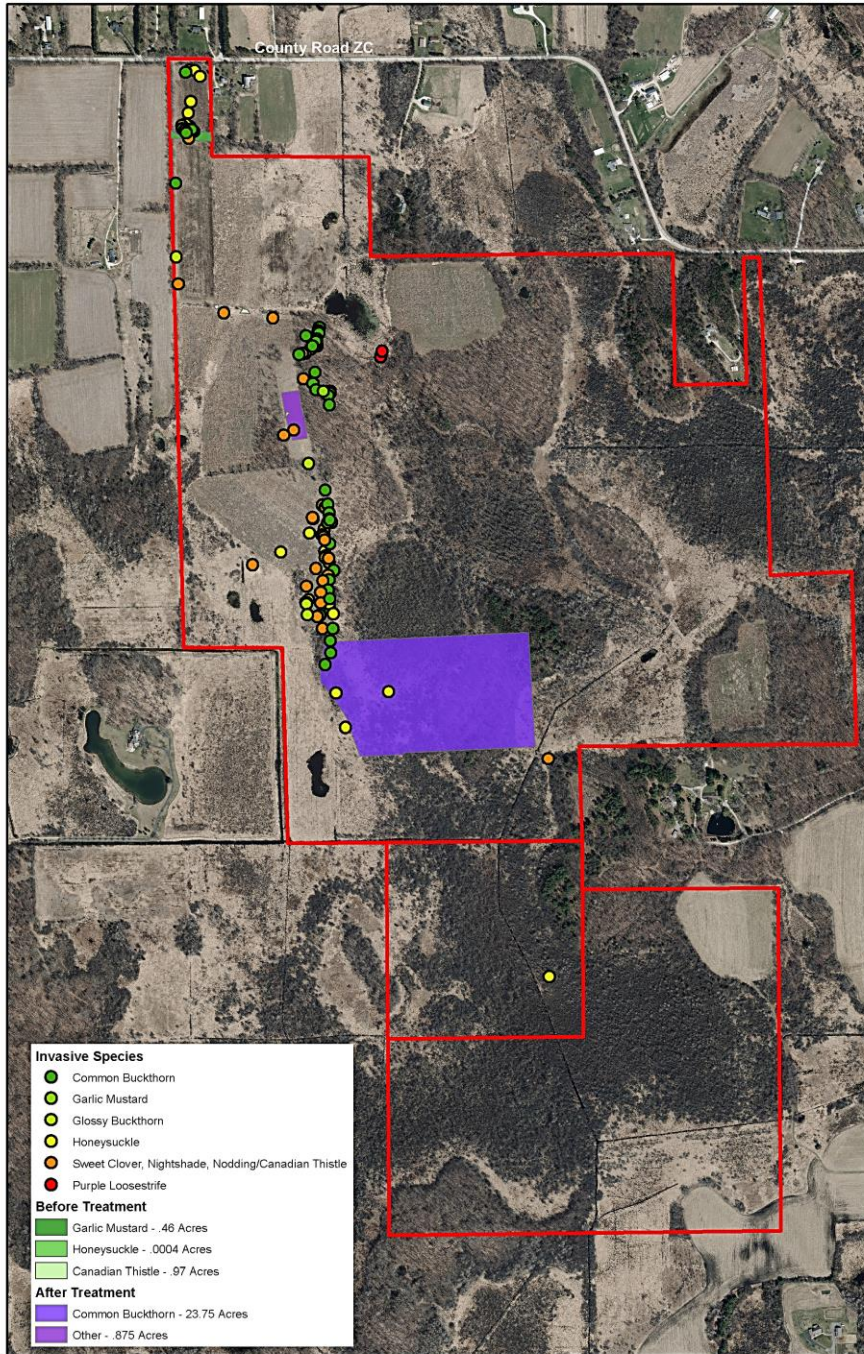 County Road ZC
Invasive Species
Common Buckthorn
Garlic Mustard
Glossy Buckthorn
Honeysuckle
Sweet Clover, Nightshade, Nodding/Canadian Thistle
Purple Loosestrife
Before Treatment
Garlic Mustard - .46 Acres
Honeysuckle - .0004 Acres
Canadian Thistle - .97 Acres
After Treatment
Common Buckthorn - 23.75 Acres
Other - .875 Acres